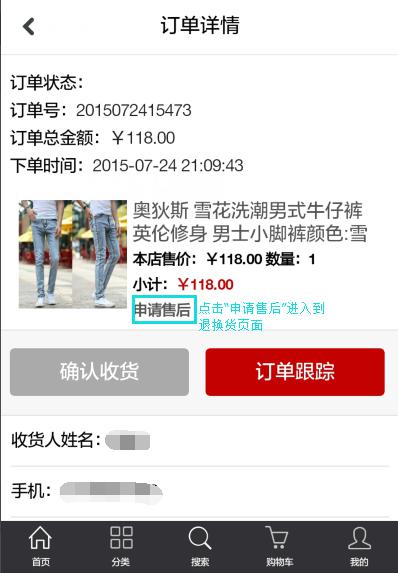 订单详情
订单状态：
订单号：2015072415473
订单总金额：￥118.00
下单时间：2015-07-24 21:09:43
奥狄斯 雪花洗潮男式牛仔裤
英伦修身 男士小脚裤颜色:雪
本店售价：￥118.00 数量：1
小计：￥118.00
申请售后
点击“申请售后”进入到
退换货页面
确认收货
订单跟踪
收货人姓名：
手机：
首页
分类
搜索
购物车
我的